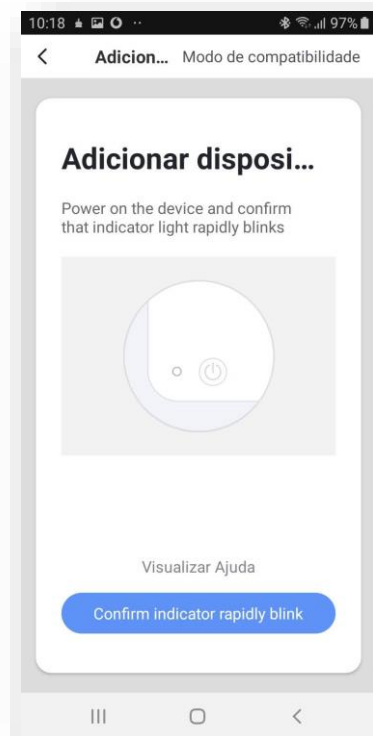 10:18 97%
Adicion... Modo de compatibilidade
Adicionar disposi...
Power on the device and confirm
that indicator light rapidly blinks
Visualizar Ajuda
Confirm indicator rapidly blink